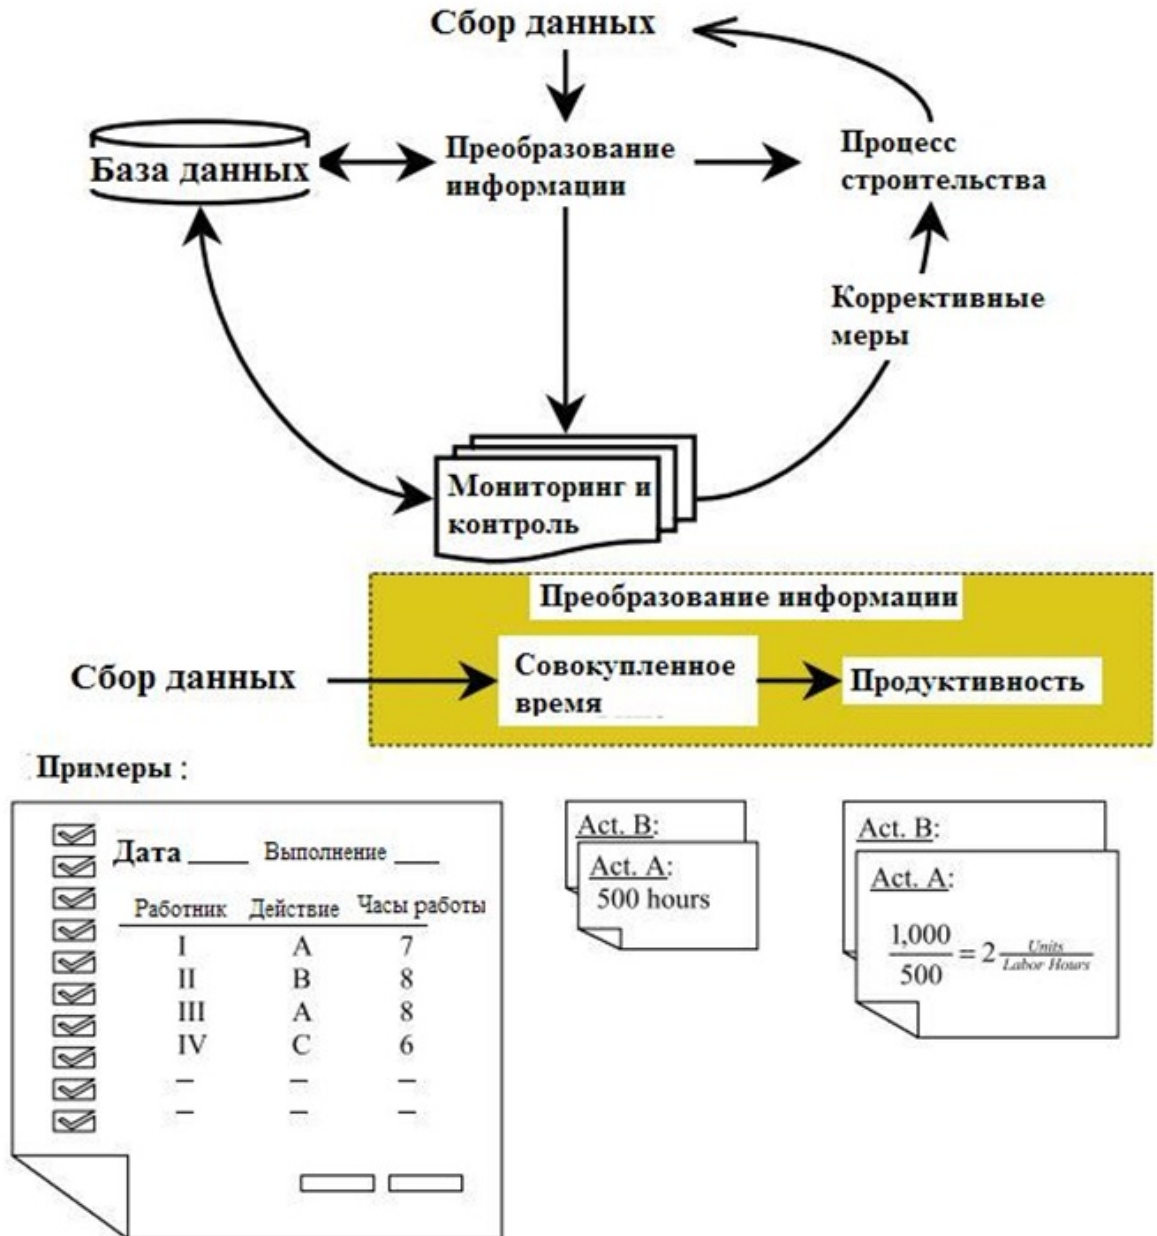 Сбор данных
База данных
Преобразование
информации
Процесс
строительства
Коррективные
меры
Мониторинг и
контроль
Преобразование информации
Сбор данных
Совокупленное
время
Продуктивность
Примеры :
Дата ____ Выполнение ____
Работник Действие Часы работы
I A 7
II B 8
III A 8
IV C 6
– – –
– – –
Act. B:
Act. A:
500 hours
Act. B:
Act. A:
1,000
500
= 2
Units
Labor Hours